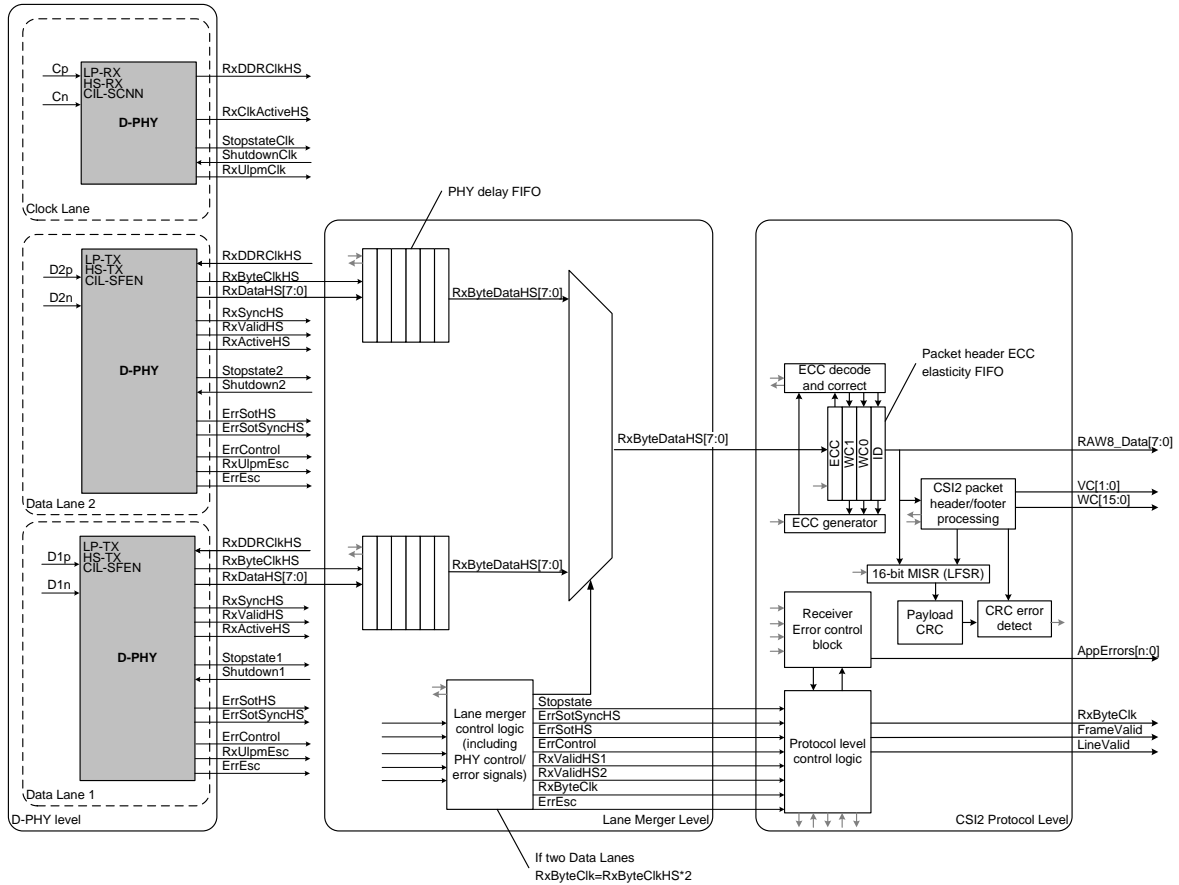 Cp
Cn
LP-RX
HS-RX
CIL-SCNN
D-PHY
RxDDRClkHS
RxClkActiveHS
StopstateClk
ShutdownClk
RxUlpmClk
Clock Lane
D2p
D2n
LP-TX
HS-TX
CIL-SFEN
D-PHY
RxDDRClkHS
RxByteClkHS
RxDataHS[7:0]
RxSyncHS
RxValidHS
RxActiveHS
Stopstate2
Shutdown2
ErrSotHS
ErrSotSyncHS
ErrControl
RxUlpmEsc
ErrEsc
Data Lane 2
D1p
D1n
LP-TX
HS-TX
CIL-SFEN
D-PHY
RxDDRClkHS
RxByteClkHS
RxDataHS[7:0]
RxSyncHS
RxValidHS
RxActiveHS
Stopstate1
Shutdown1
ErrSotHS
ErrSotSyncHS
ErrControl
RxUlpmEsc
ErrEsc
Data Lane 1
D-PHY level
PHY delay FIFO
RxByteDataHS[7:0]
RxByteDataHS[7:0]
RxByteDataHS[7:0]
Lane merger
control logic
(including
PHY control/
error signals)
Stopstate
ErrSotSyncHS
ErrSotHS
ErrControl
RxValidHS1
RxValidHS2
RxByteClk
ErrEsc
Lane Merger Level
If two Data Lanes
RxByteClk=RxByteClkHS*2
Packet header ECC
elasticity FIFO
ECC decode
and correct
ECC
WC1
WC0
ID
ECC generator
RAW8_Data[7:0]
CSI2 packet
header/footer
processing
VC[1:0]
WC[15:0]
16-bit MISR (LFSR)
Payload
CRC
CRC error
detect
Receiver
Error control
block
AppErrors[n:0]
Protocol level
control logic
RxByteClk
FrameValid
LineValid
CSI2 Protocol Level